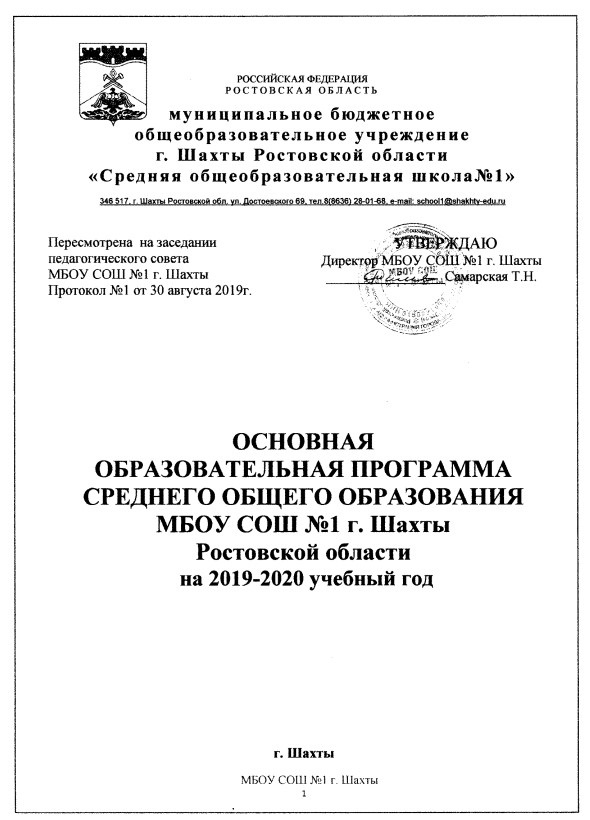 РОССИЙСКАЯ ФЕДЕРАЦИЯ
РОСТОВСКАЯ ОБЛАСТЬ
муниципальное бюджетное
общеобразовательное учреждение
г. Шахты Ростовской области
«Средняя общеобразовательная школа№1»
346 517, г. Шахты Ростовской обл. ул. Достоевского 69, тел.8(8636) 28-01-68, e-mail: school1@shakhty-edu.ru
Пересмотрена на заседании
педагогического совета
МБОУ СОШ №1 г. Шахты
Протокол №1 от 30 августа 2019г.
УТВЕРЖДАЮ
Директор МБОУ СОШ №1 г. Шахты
Самарская Т.Н.
МБОУ СОШ
ОСНОВНАЯ
ОБРАЗОВАТЕЛЬНАЯ ПРОГРАММА
СРЕДНЕГО ОБЩЕГО ОБРАЗОВАНИЯ
МБОУ СОШ №1 г. Шахты
Ростовской области
на 2019-2020 учебный год
г. Шахты
МБОУ СОШ №1 г. Шахты
1